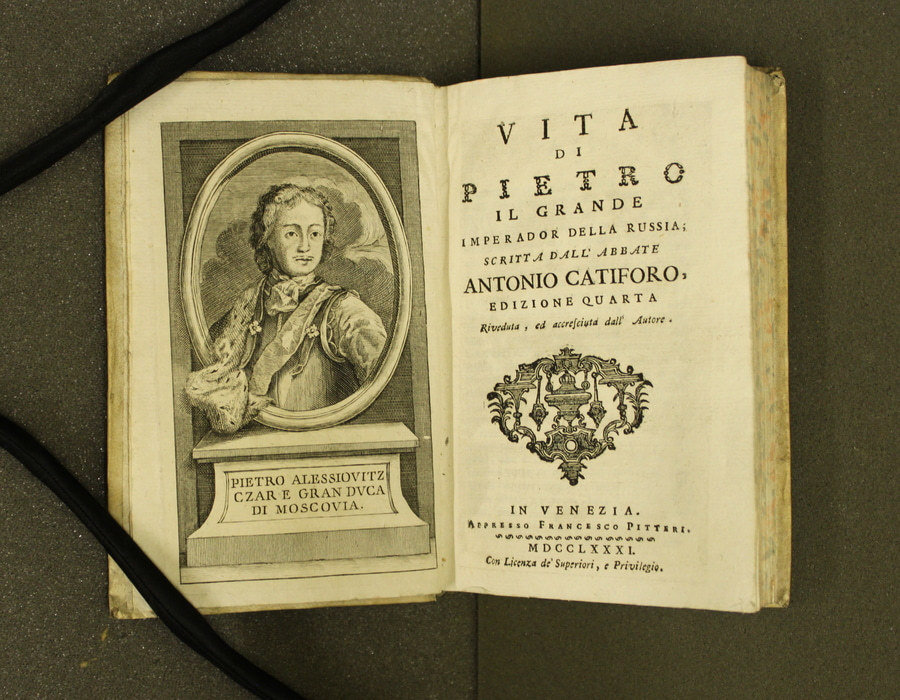 PIETRO ALESSIOVITZ
CZAR E GRAN DVCA
DI MOSCOVIA.
VITA
DI
PIETRO
IL GRANDE
IMPERADOR DELLA RUSSIA;
SCRITTA DALL' ABBATE
ANTONIO CATIFORO,
EDIZIONE QUARTA
Riveduta, ed accreſciuta dall' Autore.
IN VENEZIA.
APPRESSO FRANCESCO PITTERI.
MDCCLXXXI.
Con Licenza de' Superiori, e Privilegio.